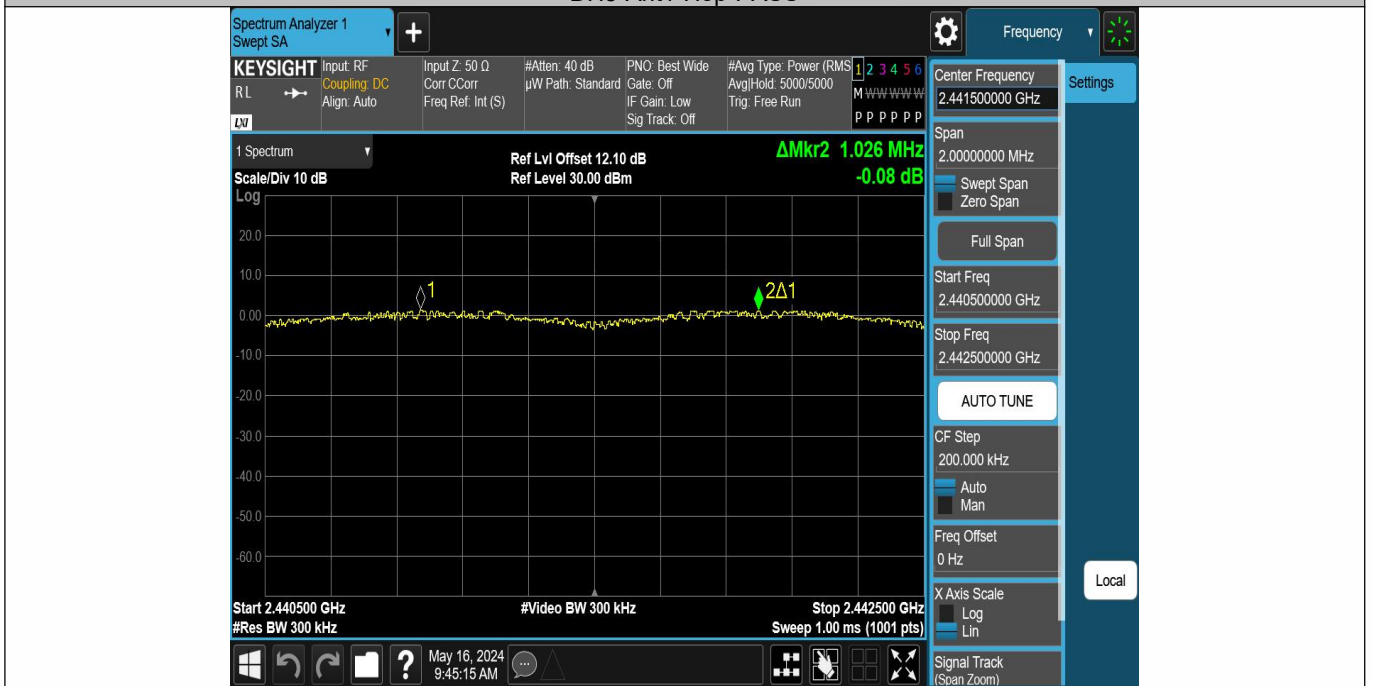 Spectrum Analyzer 1
Swept SA
+
Frequency
KEYSIGHT
RL
LXI
Input: RF
Coupling: DC
Align: Auto
Input Z: 50 Ω
Corr CCorr
Freq Ref: Int (S)
#Atten: 40 dB
µW Path: Standard
PNO: Best Wide
Gate: Off
IF Gain: Low
Sig Track: Off
#Avg Type: Power (RMS
Avg|Hold: 5000/5000
Trig: Free Run
1 2 3 4 5 6
M W W W W W
P P P P P P
1 Spectrum
Scale/Div 10 dB
Log
Ref Lvl Offset 12.10 dB
Ref Level 30.00 dBm
ΔMkr2 1.026 MHz
-0.08 dB
20.0
10.0
0.00
-10.0
-20.0
-30.0
-40.0
-50.0
-60.0
1
2Δ1
Start 2.440500 GHz
#Res BW 300 kHz
#Video BW 300 kHz
Stop 2.442500 GHz
Sweep 1.00 ms (1001 pts)
Center Frequency
2.441500000 GHz
Settings
Span
2.00000000 MHz
Swept Span
Zero Span
Full Span
Start Freq
2.440500000 GHz
Stop Freq
2.442500000 GHz
AUTO TUNE
CF Step
200.000 kHz
Auto
Man
Freq Offset
0 Hz
X Axis Scale
Log
Lin
Local
Signal Track
(Span Zoom)
?
May 16, 2024
9:45:15 AM